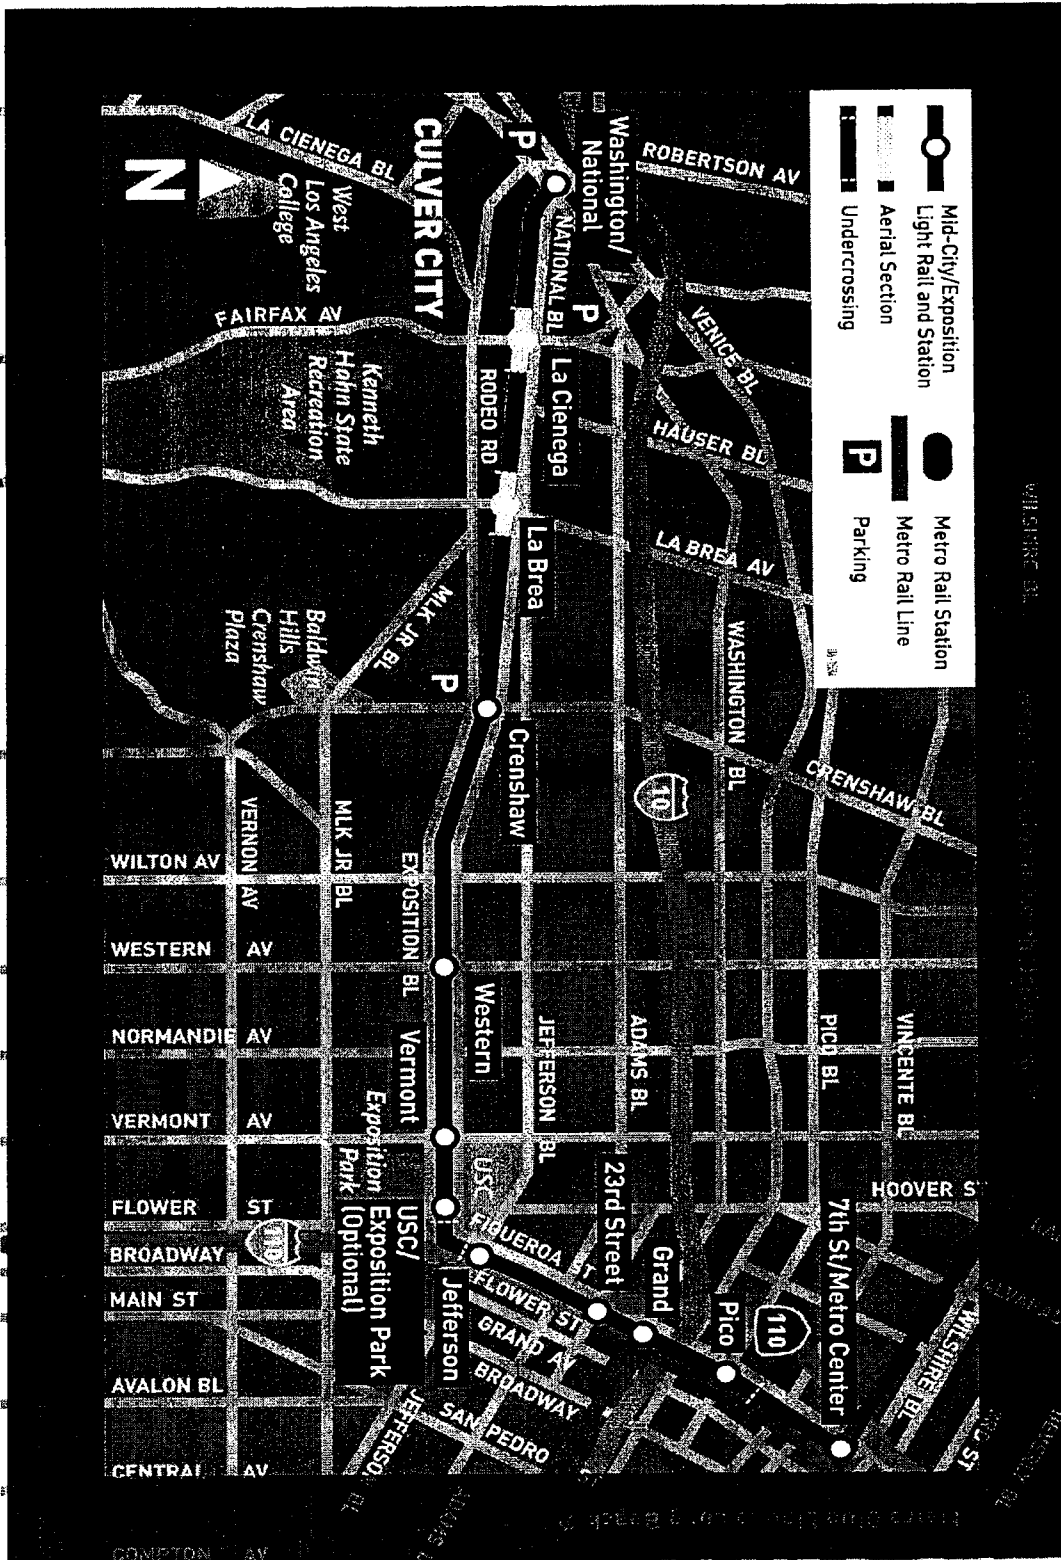 Mid-City/Exposition
Light Rail and Station
Aerial Section
Undercrossing
Metro Rail Station
Metro Rail Line
P
Parking
WILSHIRE BL
ROBERTSON AV
Washington/
National
P
CULVER CITY
LA CIENEGA BL
N
West
Los Angeles
College
NATIONAL BL
P
VENICE BL
FAIRFAX AV
La Cienega
RODEO RD
Kenneth
Hahn State
Recreation
Area
HAUSER BL
LA BREA AV
La Brea
MLK JR BL
Baldwin
Hills
Crenshaw
Plaza
P
WASHINGTON BL
CRENSHAW BL
10
Crenshaw
VERNON AV
MLK JR BL
EXPOSITION BL
WILTON AV
WESTERN AV
Western
NORMANDIE AV
JEFFERSON BL
ADAMS BL
PICO BL
VINCENTE BL
Vermont
VERMONT AV
Exposition
Park
USC
HOOVER S
FLOWER ST
110
BROADWAY
MAIN ST
AVALON BL
CENTRAL AV
COMPTON AV
USC/
Exposition Park
(Optional)
Jefferson
FIGUEROA ST
FLOWER ST
GRAND AV
BROADWAY
SAN PEDRO
JEFFERSON BL
23rd Street
Grand
Pico
110
7th St/Metro Center
WILSHIRE BL